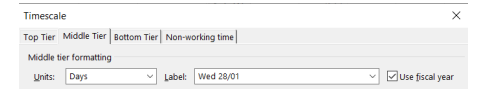 Timescale
Top Tier Middle Tier Bottom Tier Non-working time
Middle tier formatting
Units: Days Label: Wed 28/01 Use fiscal year